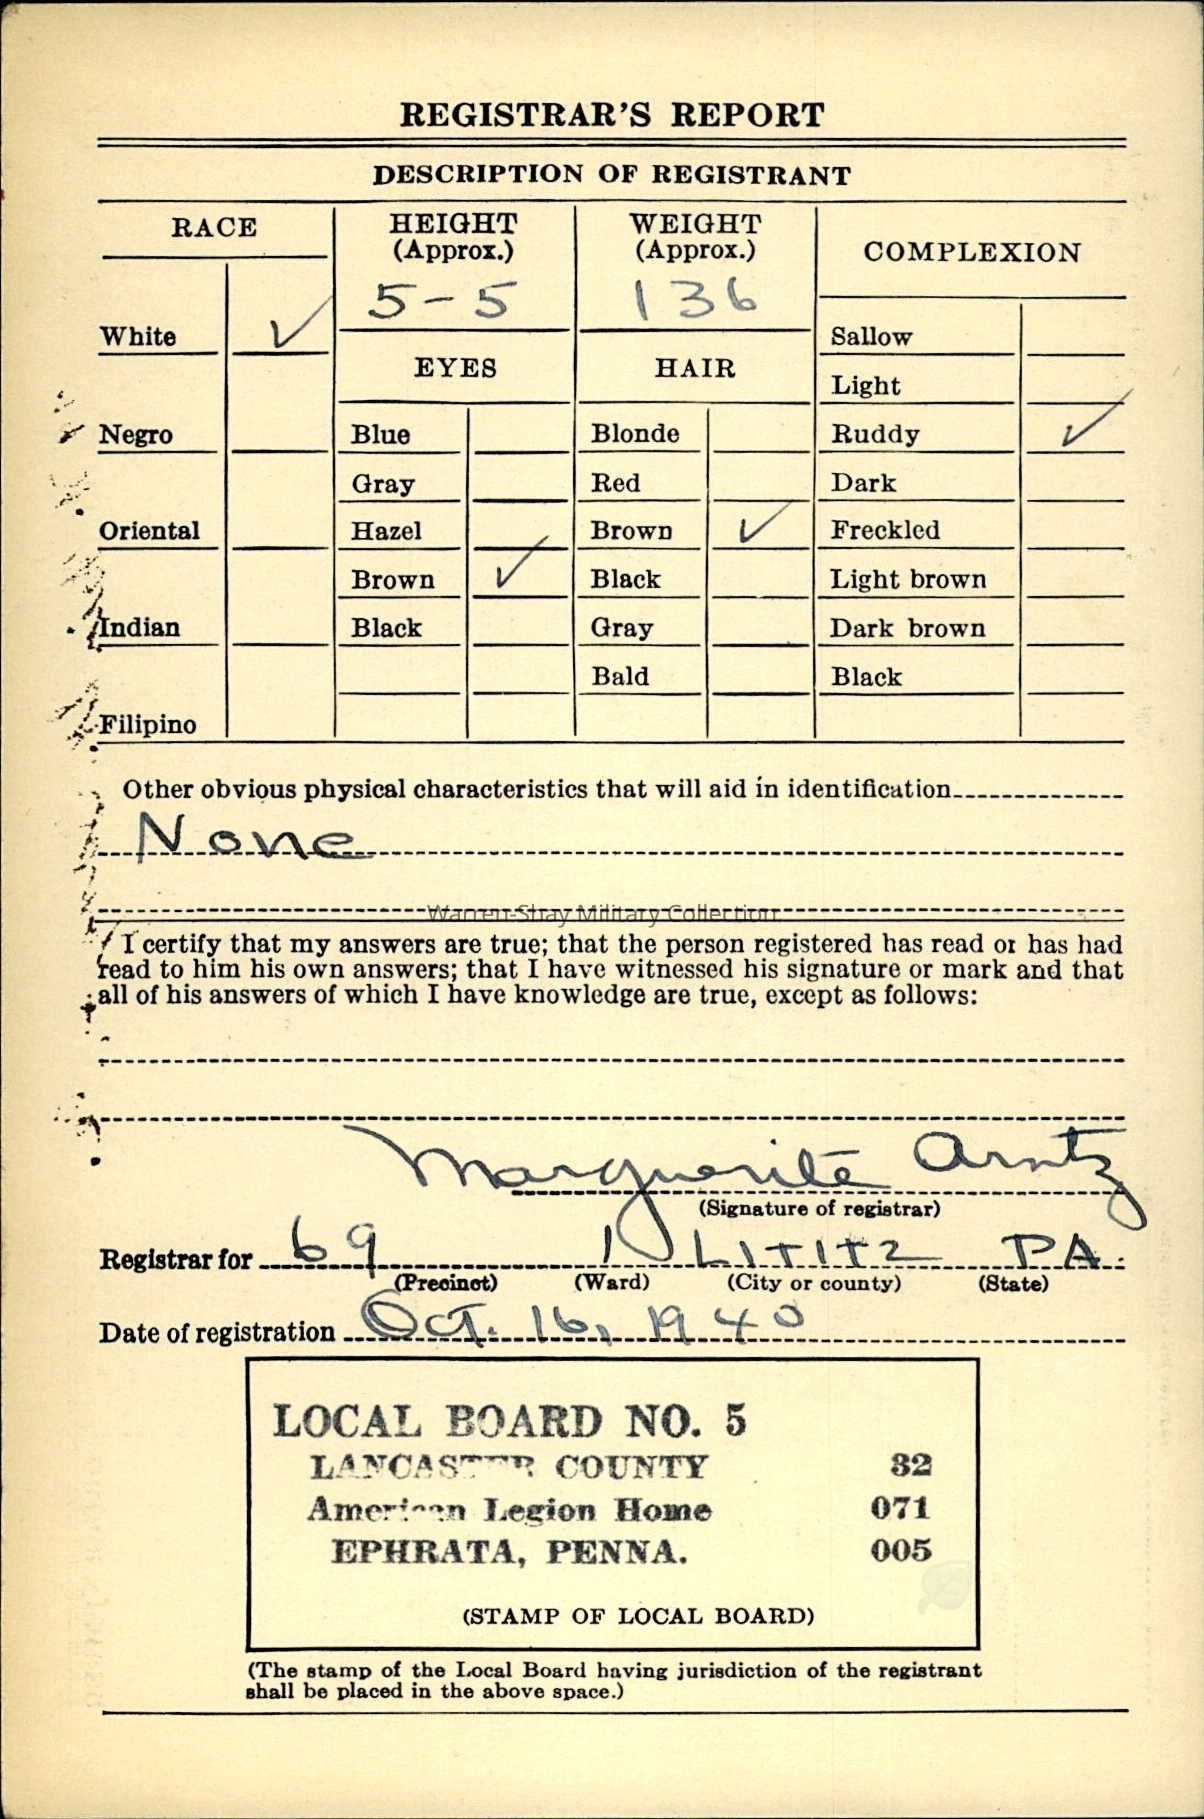 REGISTRAR'S REPORT
DESCRIPTION OF REGISTRANT
RACE
HEIGHT
(Approx.)
5-5
WEIGHT
(Approx.)
136
COMPLEXION
White ✓
Negro
Oriental
Indian
Filipino
EYES
Blue
Gray
Hazel
Brown ✓
Black
HAIR
Blonde
Red
Brown ✓
Black
Gray
Bald
Sallow
Light
Ruddy ✓
Dark
Freckled
Light brown
Dark brown
Black
Other obvious physical characteristics that will aid in identification
None
Warren-Shay Military Collection
I certify that my answers are true; that the person registered has read or has had
read to him his own answers; that I have witnessed his signature or mark and that
all of his answers of which I have knowledge are true, except as follows:
Marguerite Arntz
(Signature of registrar)
Registrar for 69 1 Lititz PA.
(Precinct) (Ward) (City or county) (State)
Date of registration Oct. 16, 1940
LOCAL BOARD NO. 5
LANCASTER COUNTY 32
American Legion Home 071
EPHRATA, PENNA. 005
(STAMP OF LOCAL BOARD)
(The stamp of the Local Board having jurisdiction of the registrant
shall be placed in the above space.)